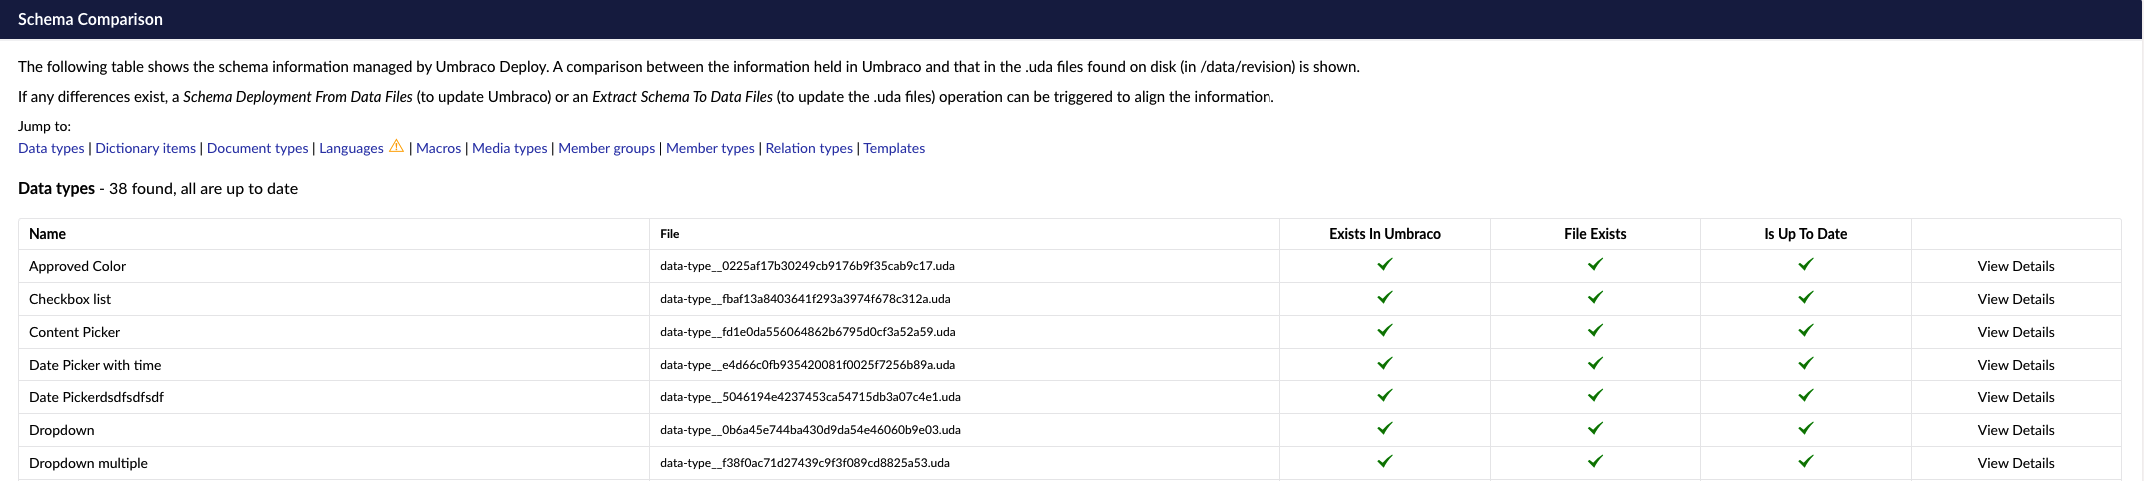 Schema Comparison
The following table shows the schema information managed by Umbraco Deploy. A comparison between the information held in Umbraco and that in the .uda files found on disk (in /data/revision) is shown.
If any differences exist, a Schema Deployment From Data Files (to update Umbraco) or an Extract Schema To Data Files (to update the .uda files) operation can be triggered to align the information.
Jump to:
Data types | Dictionary items | Document types | Languages | Macros | Media types | Member groups | Member types | Relation types | Templates
Data types - 38 found, all are up to date
Name File Exists In Umbraco File Exists Is Up To Date
Approved Color data-type__0225af17b30249cb9176b9f35cab9c17.uda View Details
Checkbox list data-type__fbaf13a8403641f293a3974f678c312a.uda View Details
Content Picker data-type__fd1e0da556064862b6795d0cf3a52a59.uda View Details
Date Picker with time data-type__e4d66c0fb935420081f0025f7256b89a.uda View Details
Date Pickerdsdfsdfsdf data-type__5046194e4237453ca54715db3a07c4e1.uda View Details
Dropdown data-type__0b6a45e744ba430d9da54e46060b9e03.uda View Details
Dropdown multiple data-type__f38f0ac71d27439c9f3f089cd8825a53.uda View Details